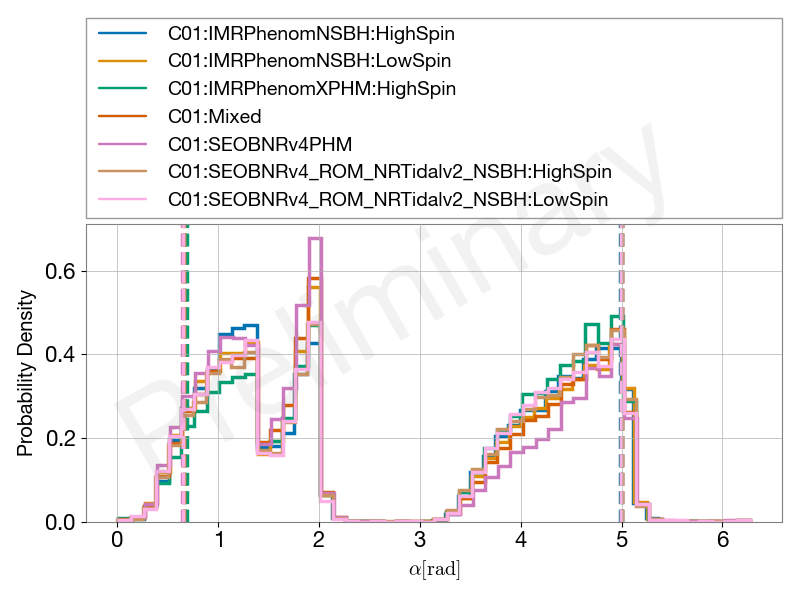 C01:IMRPhenomNSBH:HighSpin
C01:IMRPhenomNSBH:LowSpin
C01:IMRPhenomXPHM:HighSpin
C01:Mixed
C01:SEOBNRv4PHM
C01:SEOBNRv4_ROM_NRTidalv2_NSBH:HighSpin
C01:SEOBNRv4_ROM_NRTidalv2_NSBH:LowSpin
Preliminary
Probability Density
0.6
0.4
0.2
0.0
0 1 2 3 4 5 6
α[rad]